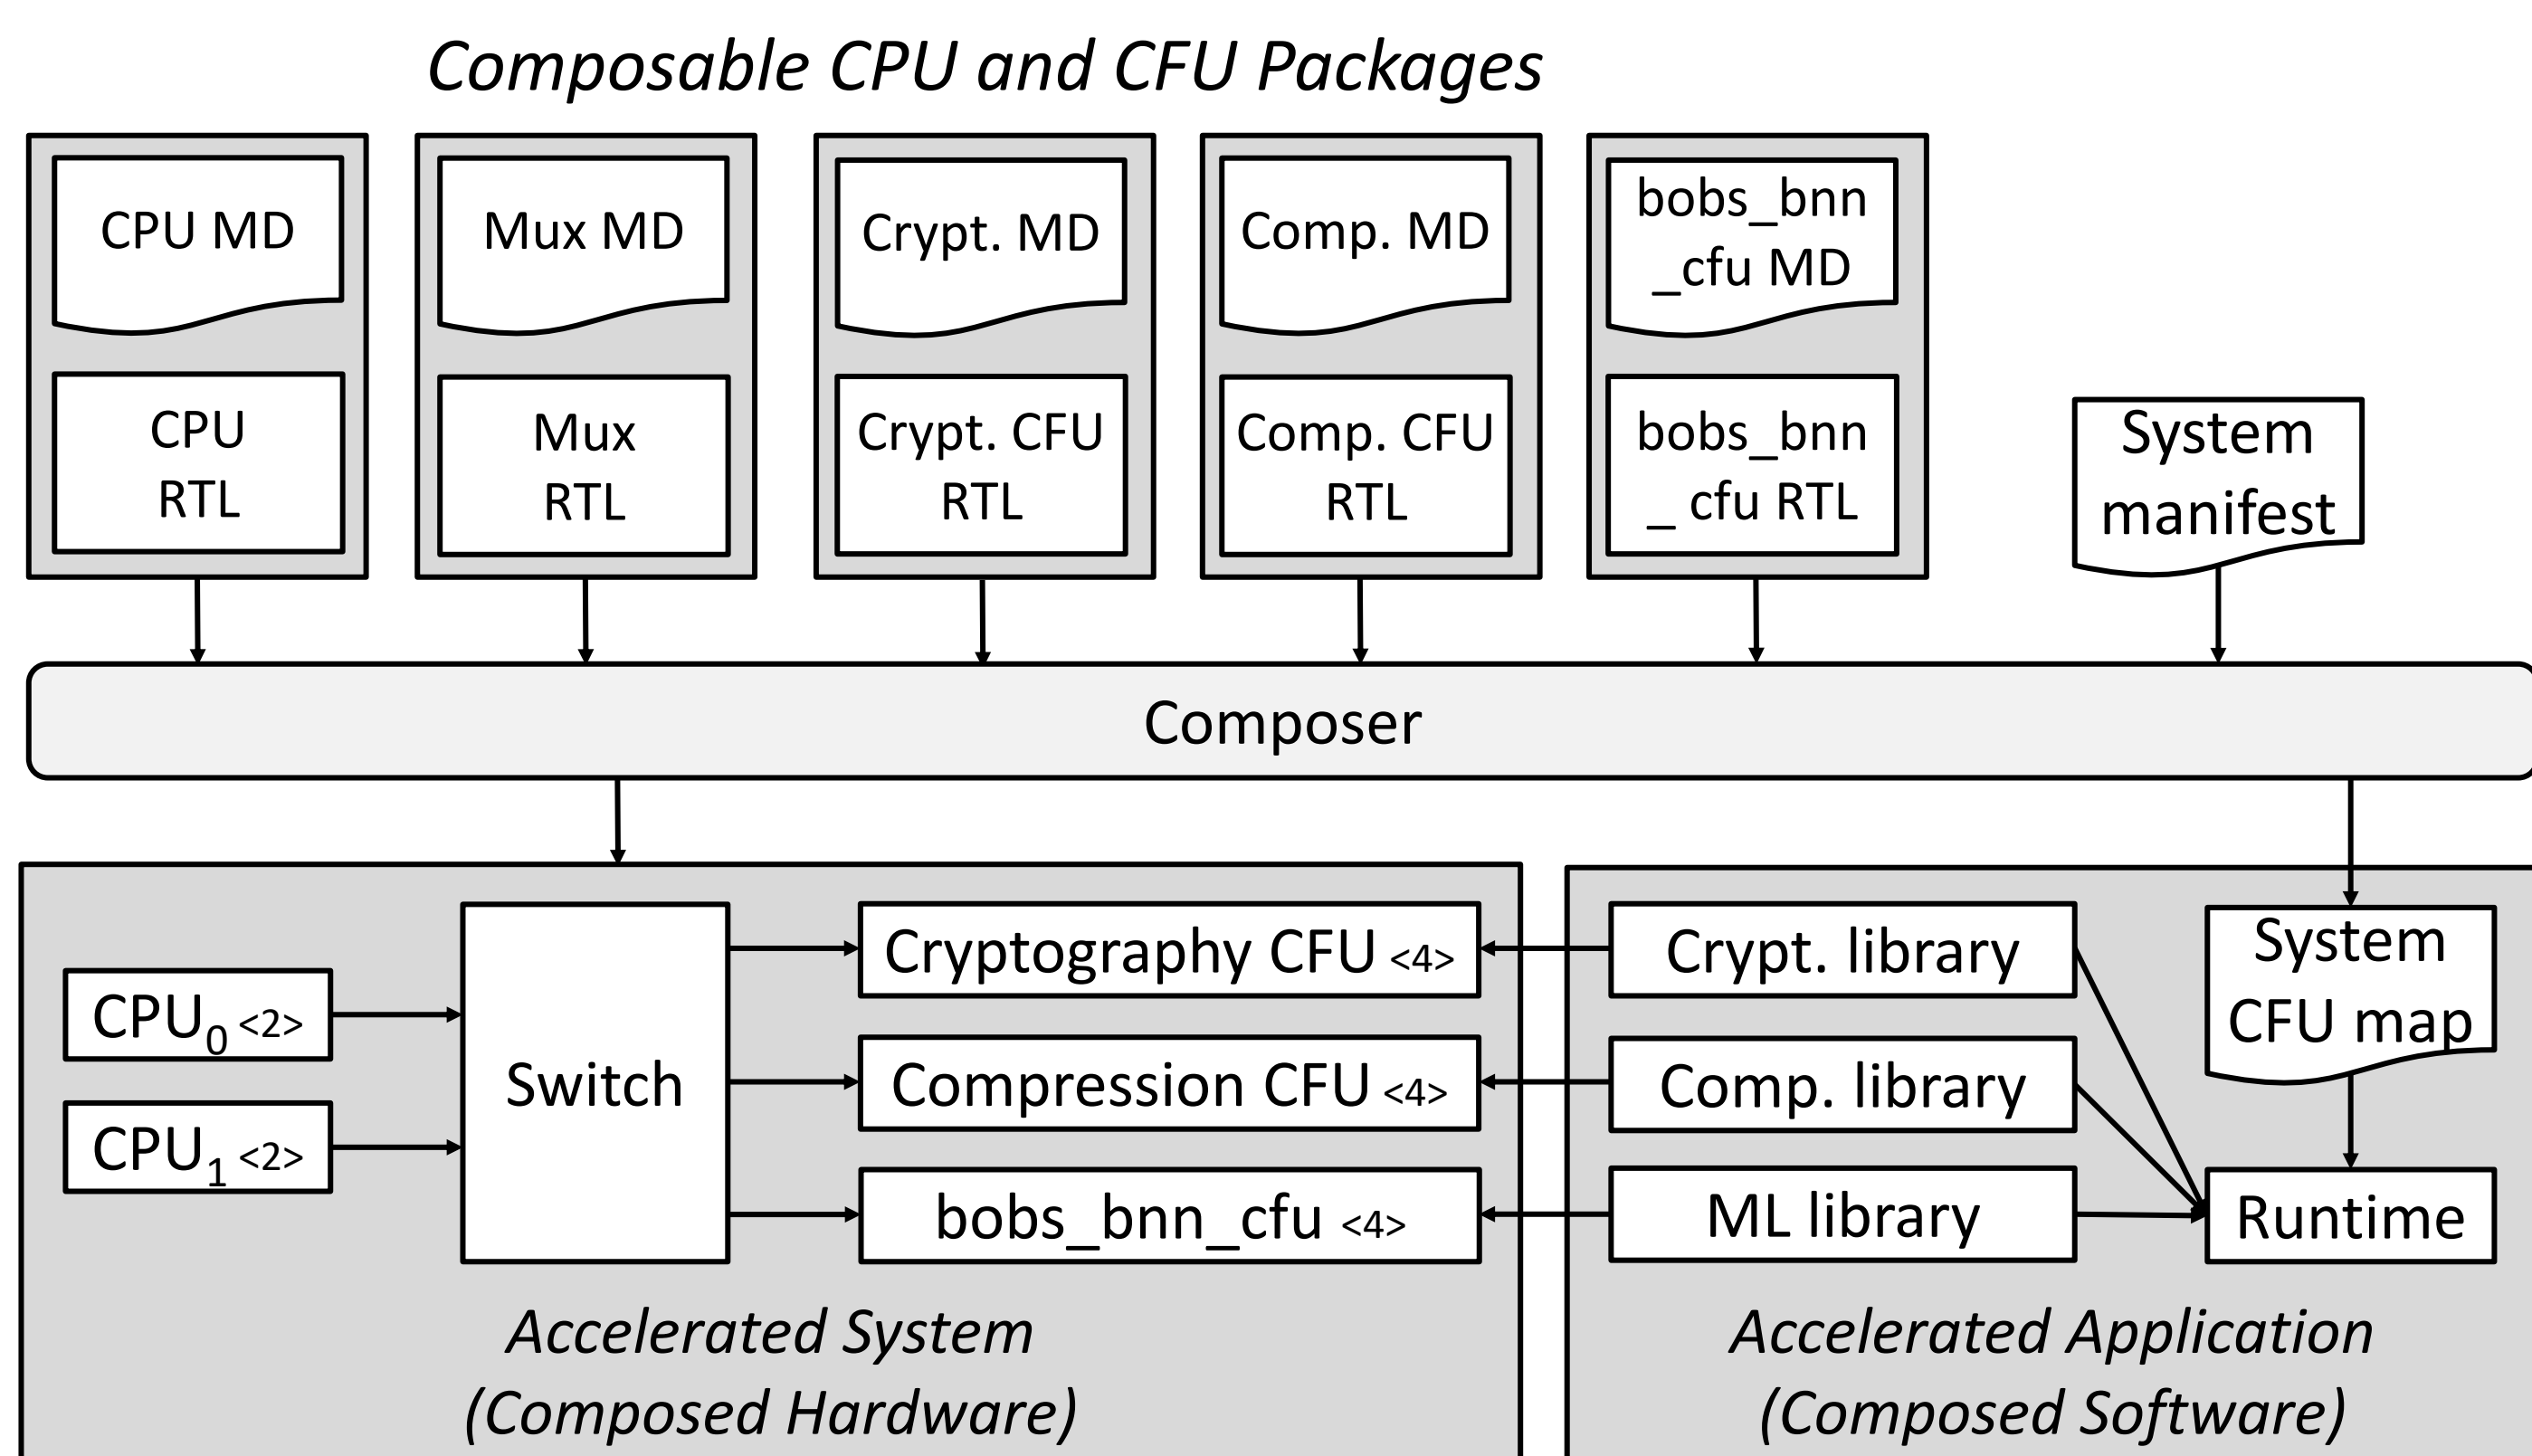 Composable CPU and CFU Packages
CPU MD
Mux MD
Crypt. MD
Comp. MD
bobs_bnn
_cfu MD
CPU
RTL
Mux
RTL
Crypt. CFU
RTL
Comp. CFU
RTL
bobs_bnn
_ cfu RTL
System
manifest
Composer
CPU0 <2>
CPU1 <2>
Switch
Cryptography CFU <4>
Compression CFU <4>
bobs_bnn_cfu <4>
Accelerated System
(Composed Hardware)
Crypt. library
Comp. library
ML library
System
CFU map
Runtime
Accelerated Application
(Composed Software)